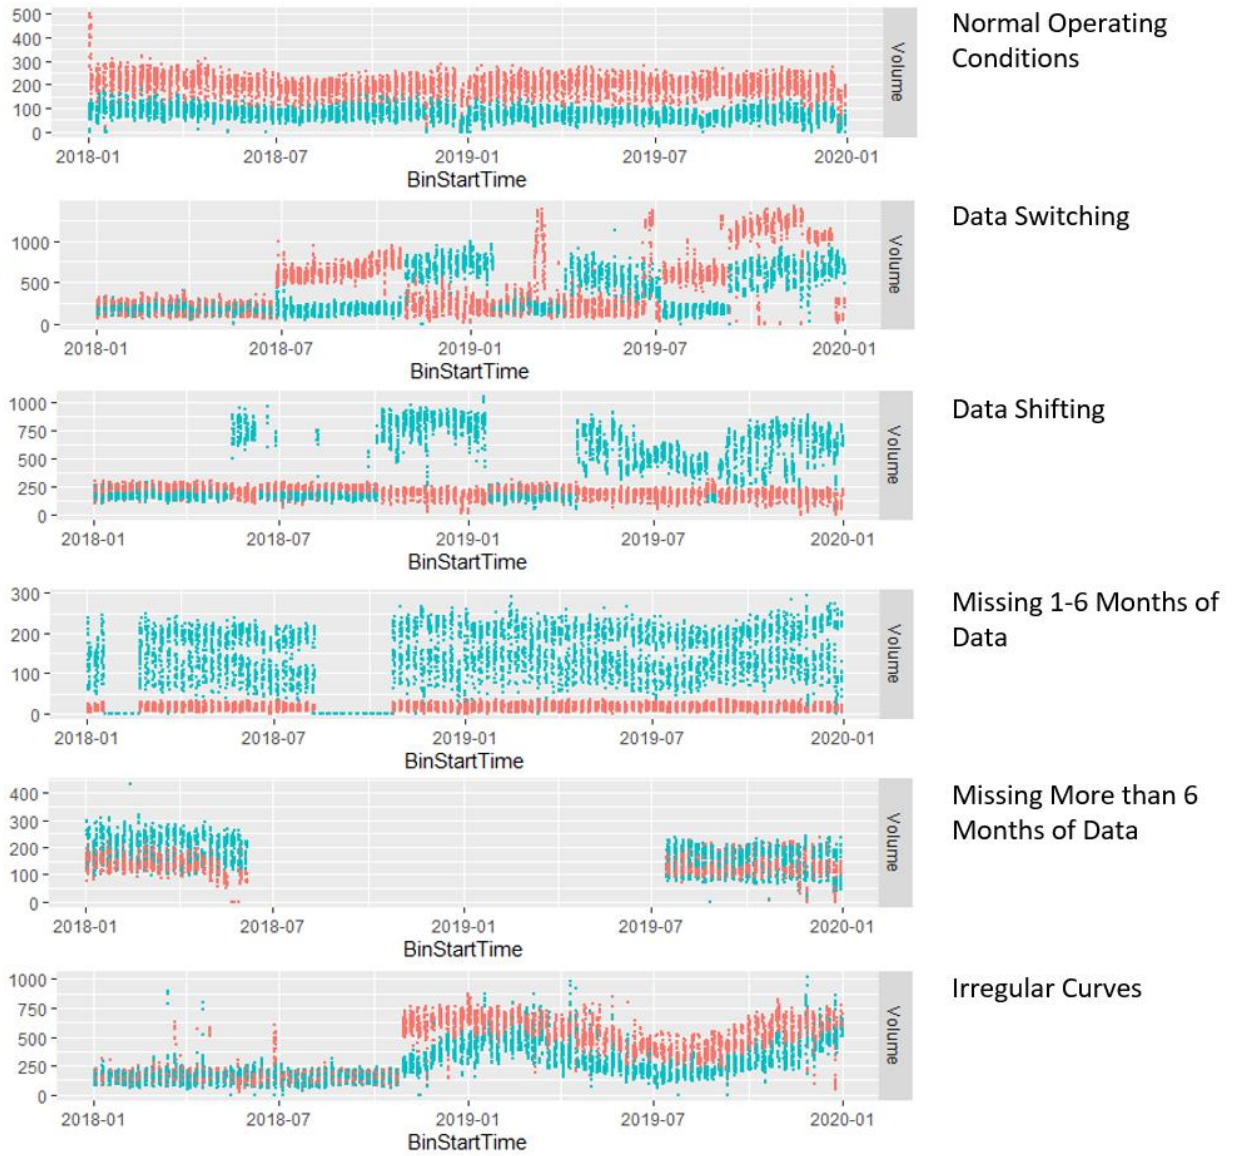 500
400
300
200
100
0
Volume
2018-01 2018-07 2019-01 2019-07 2020-01
BinStartTime
Normal Operating
Conditions
1000
500
0
Volume
2018-01 2018-07 2019-01 2019-07 2020-01
BinStartTime
Data Switching
1000
750
500
250
0
Volume
2018-01 2018-07 2019-01 2019-07 2020-01
BinStartTime
Data Shifting
300
200
100
0
Volume
2018-01 2018-07 2019-01 2019-07 2020-01
BinStartTime
Missing 1-6 Months of
Data
400
300
200
100
0
Volume
2018-01 2018-07 2019-01 2019-07 2020-01
BinStartTime
Missing More than 6
Months of Data
1000
750
500
250
0
Volume
2018-01 2018-07 2019-01 2019-07 2020-01
BinStartTime
Irregular Curves